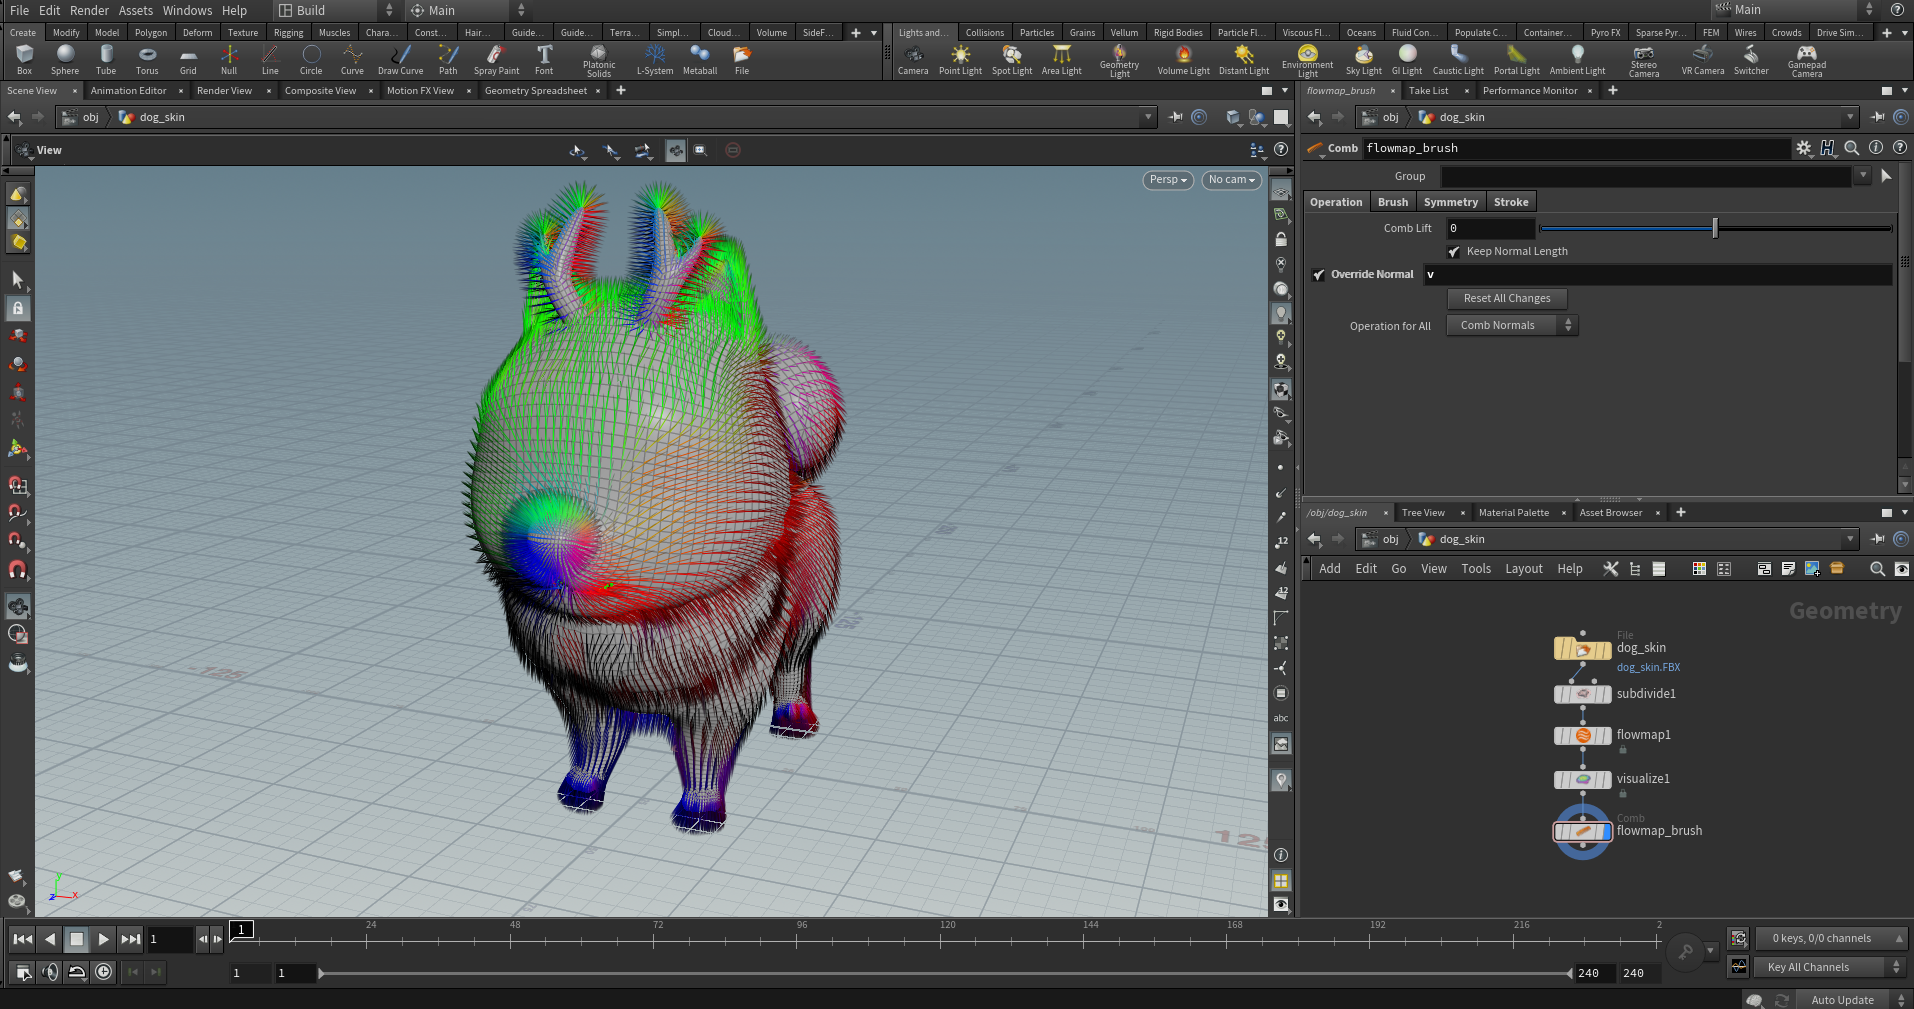 File Edit Render Assets Windows Help Build Main Main
Create Modify Model Polygon Deform Texture Rigging Muscles Chara... Const... Hair... Guide... Guide... Terra... Simpl... Cloud... Volume SideF...
Box Sphere Tube Torus Grid Null Line Circle Curve Draw Curve Path Spray Paint Font Platonic Solids L-System Metaball File
Lights and... Collisions Particles Grains Vellum Rigid Bodies Particle Fl... Viscous Fl... Oceans Fluid Con... Populate C... Container... Pyro FX Sparse Pyr... FEM Wires Crowds Drive Sim...
Camera Point Light Spot Light Area Light Geometry Light Volume Light Distant Light Environment Light Sky Light GI Light Caustic Light Portal Light Ambient Light Stereo Camera VR Camera Switcher Gamepad Camera
Scene View Animation Editor Render View Composite View Motion FX View Geometry Spreadsheet
obj dog_skin
View
Persp No cam
125
125
y
z x
12
12
abc
flowmap_brush Take List Performance Monitor
obj dog_skin
Comb flowmap_brush
Group
Operation Brush Symmetry Stroke
Comb Lift 0
Keep Normal Length
Override Normal v
Reset All Changes
Operation for All Comb Normals
/obj/dog_skin Tree View Material Palette Asset Browser
obj dog_skin
Add Edit Go View Tools Layout Help
Geometry
File
dog_skin
dog_skin.FBX
subdivide1
flowmap1
visualize1
Comb
flowmap_brush
1 1 24 48 72 96 120 144 168 192 216 2
0 keys, 0/0 channels
1 1 240 240
Key All Channels
Auto Update